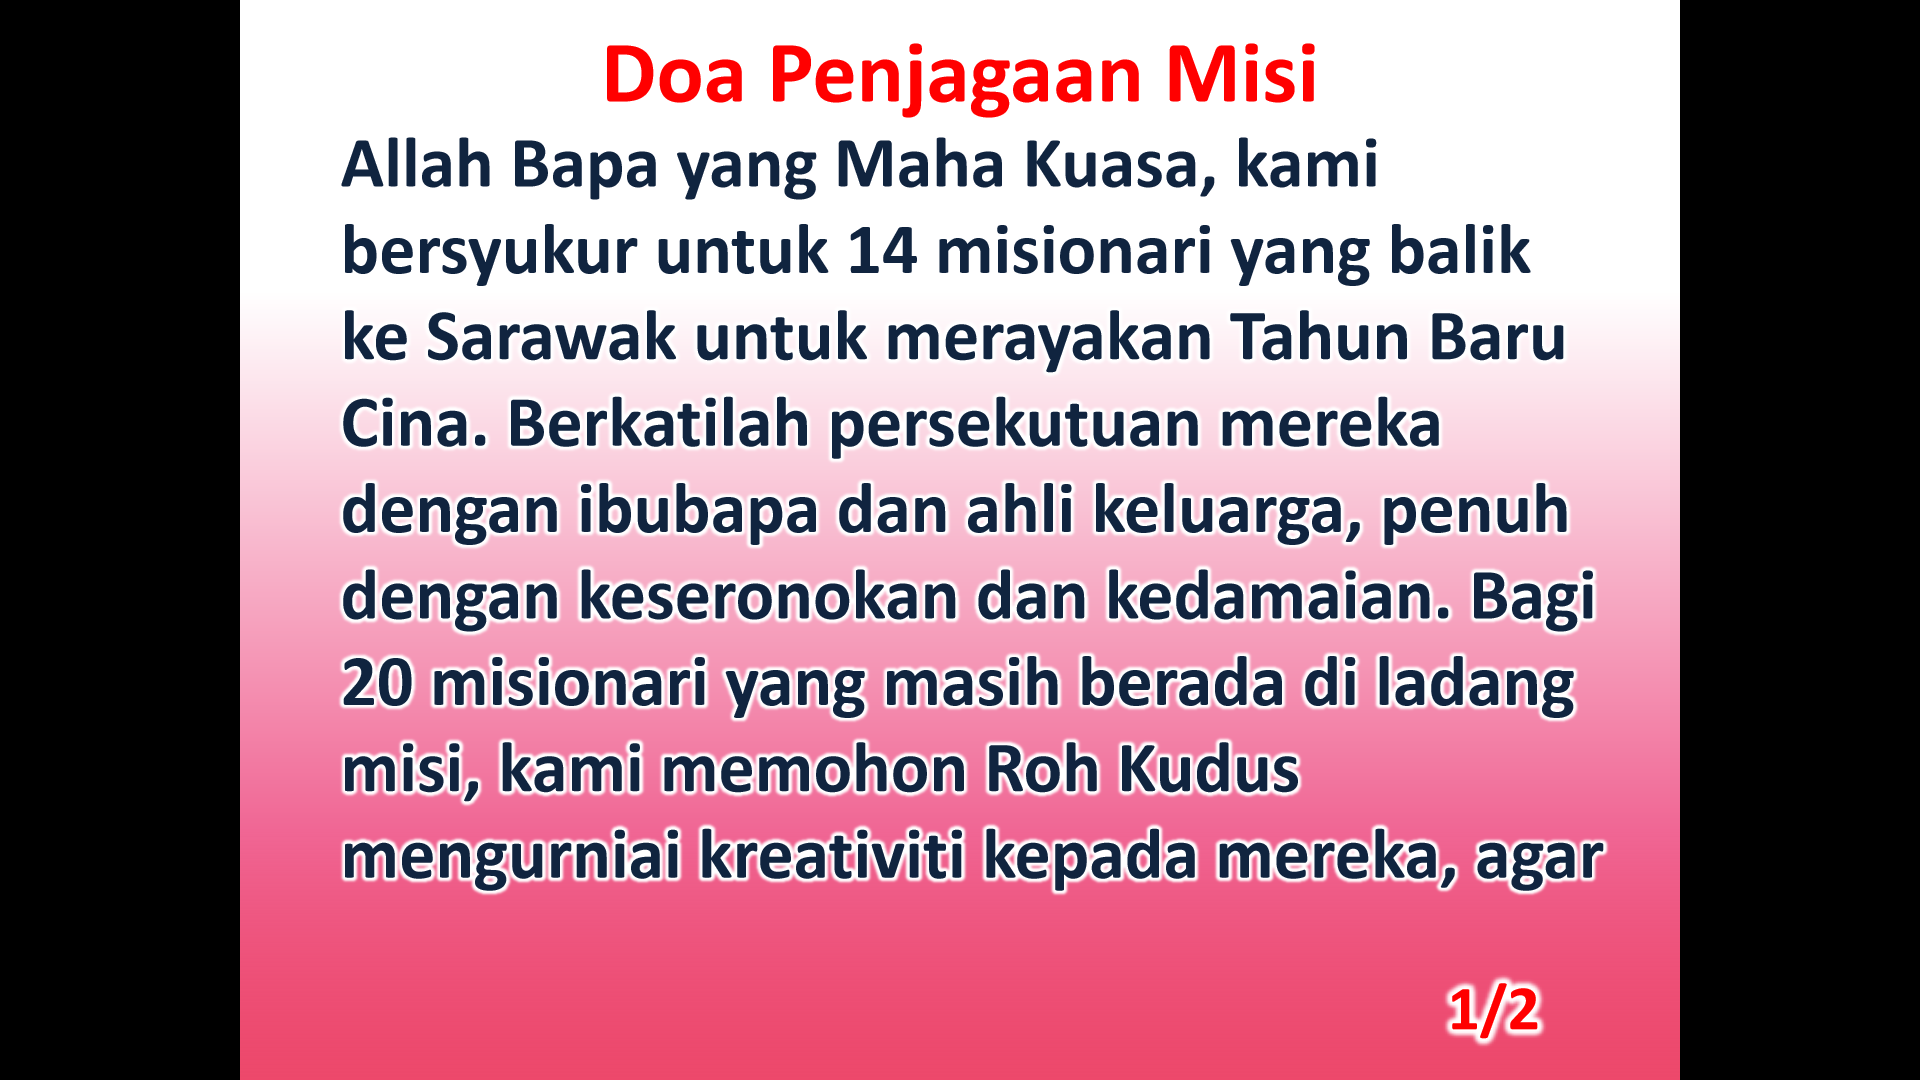 Doa Penjagaan Misi
Allah Bapa yang Maha Kuasa, kami
bersyukur untuk 14 misionari yang balik
ke Sarawak untuk merayakan Tahun Baru
Cina. Berkatilah persekutuan mereka
dengan ibubapa dan ahli keluarga, penuh
dengan keseronokan dan kedamaian. Bagi
20 misionari yang masih berada di ladang
misi, kami memohon Roh Kudus
mengurniai kreativiti kepada mereka, agar
1/2